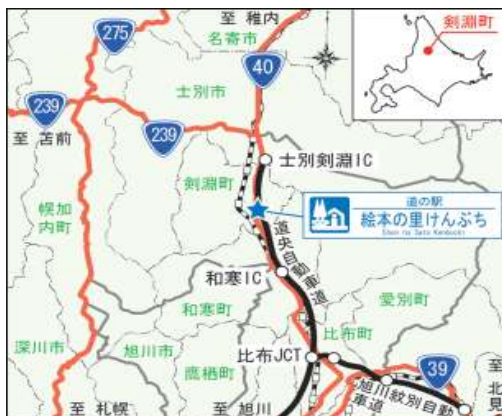 至 稚内
名寄市
剣淵町
275
40
士別市
239
239
至 苫前
士別剣淵IC
剣淵町
道の駅
絵本の里けんぶち
Ehon no Sato Kenbuchi
幌加
内町
道央自動車道
和寒IC
愛別町
和寒町
比布町
深川市
旭川市
比布JCT
鷹栖町
39
至 北見
旭川紋別自動
車道
至 札幌
至 旭川